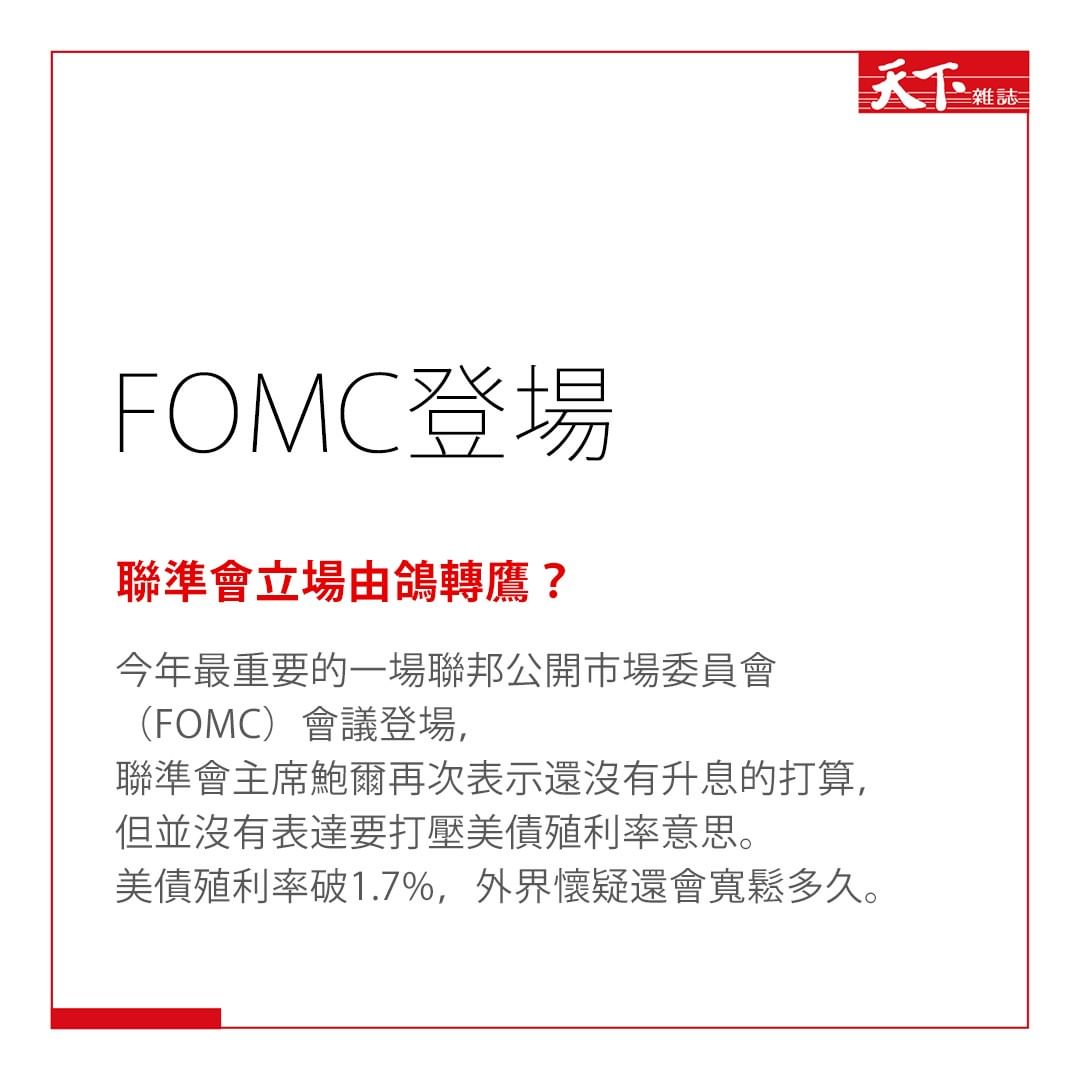 天下雜誌
FOMC登場
聯準會立場由鴿轉鷹？
今年最重要的一場聯邦公開市場委員會
（FOMC）會議登場，
聯準會主席鮑爾再次表示還沒有升息的打算，
但並沒有表達要打壓美債殖利率意思。
美債殖利率破1.7%，外界懷疑還會寬鬆多久。